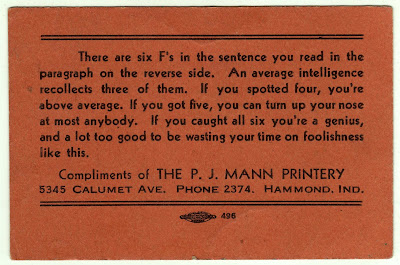 There are six F's in the sentence you read in the
paragraph on the reverse side. An average intelligence
recollects three of them. If you spotted four, you're
above average. If you got five, you can turn up your nose
at most anybody. If you caught all six you're a genius,
and a lot too good to be wasting your time on foolishness
like this.
Compliments of THE P. J. MANN PRINTERY
5345 CALUMET AVE. PHONE 2374. HAMMOND, IND.
496